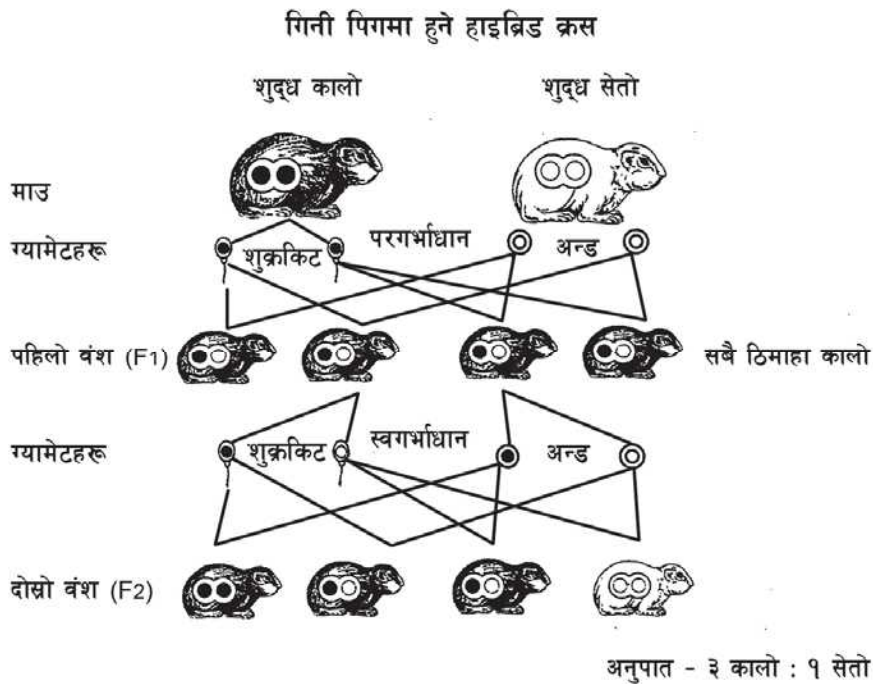 गिनी पिगमा हुने हाइब्रिड क्रस
शुद्ध कालो शुद्ध सेतो
माउ
ग्यामेटहरू शुक्रकिट परगर्भाधान अन्ड
पहिलो वंश (F1) सबै ठिमाहा कालो
ग्यामेटहरू शुक्रकिट स्वगर्भाधान अन्ड
दोस्रो वंश (F2)
अनुपात - ३ कालो : १ सेतो